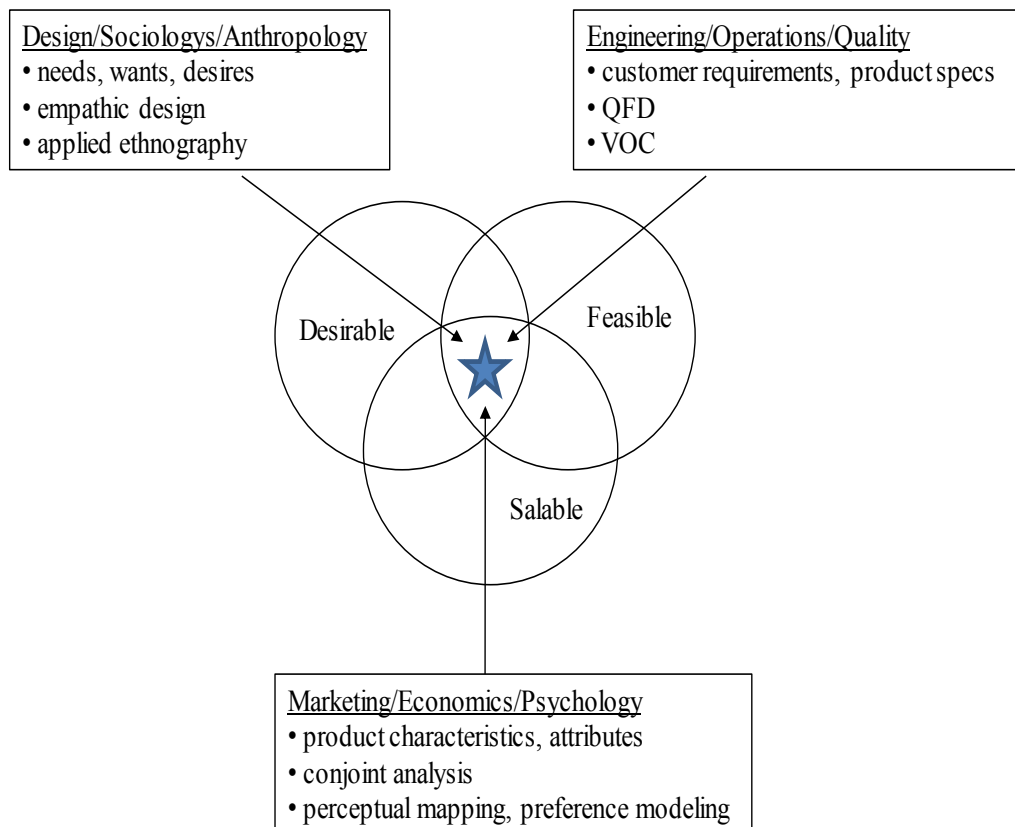 Design/Sociologys/Anthropology
• needs, wants, desires
• empathic design
• applied ethnography
Engineering/Operations/Quality
• customer requirements, product specs
• QFD
• VOC
Desirable
Feasible
Salable
Marketing/Economics/Psychology
• product characteristics, attributes
• conjoint analysis
• perceptual mapping, preference modeling